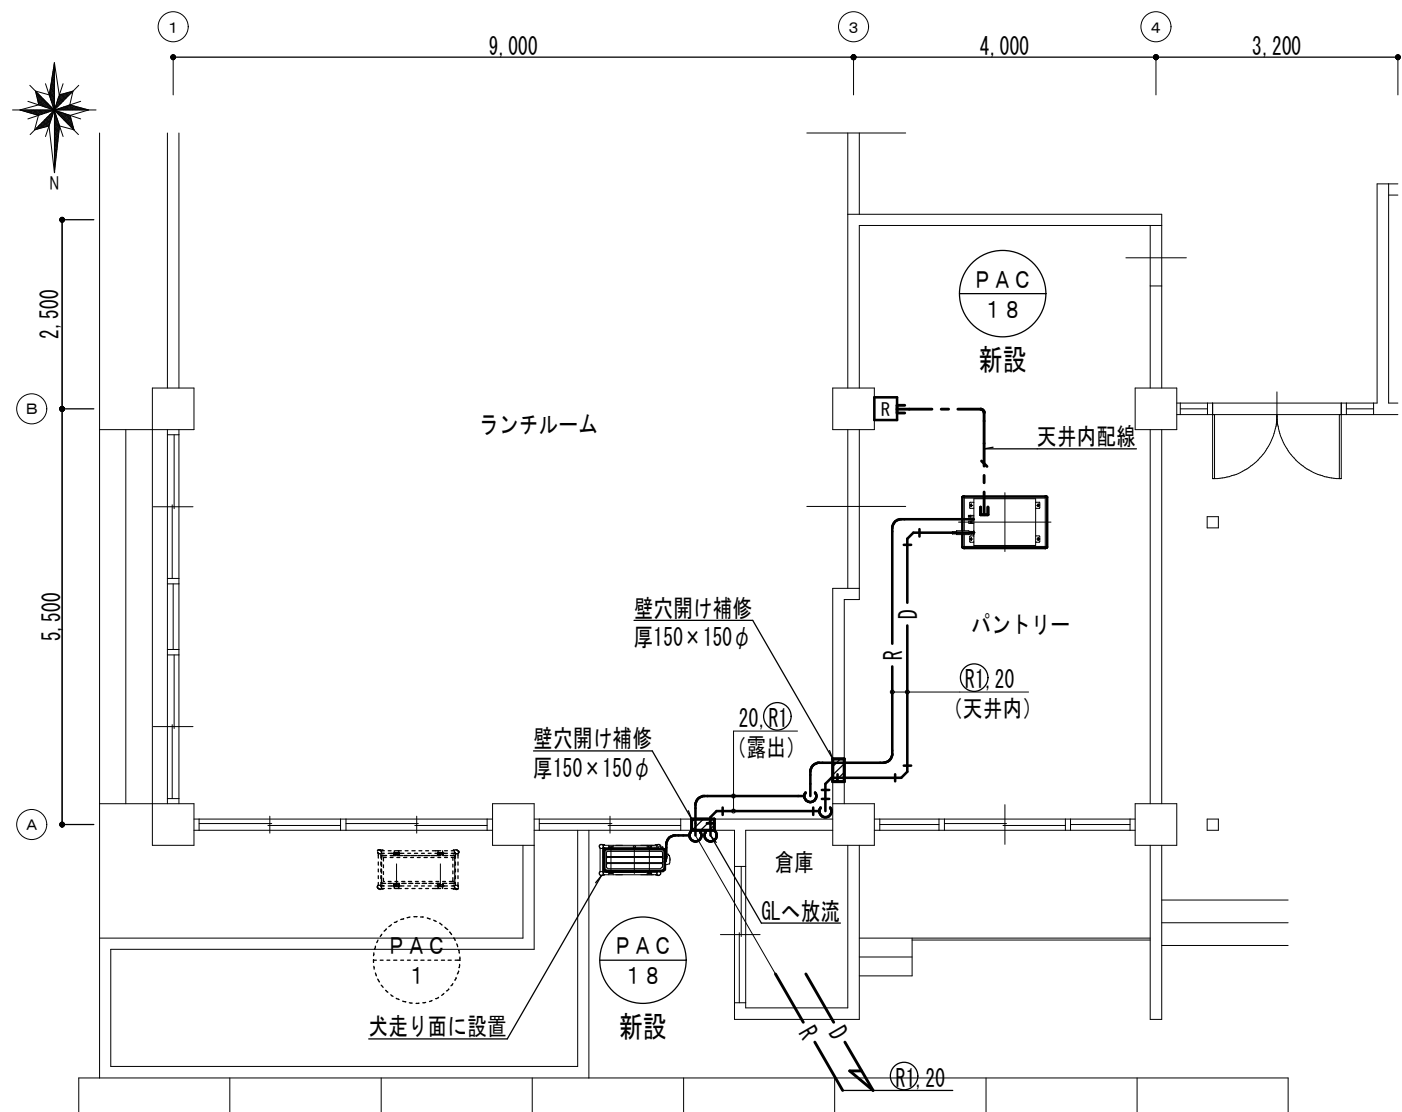 1
3
4
9,000
4,000
3,200
N
2,500
PAC
18
新設
B
R
ランチルーム
天井内配線
5,500
壁穴開け補修
厚150×150φ
D
R
パントリー
R1,20
(天井内)
20,R1
(露出)
壁穴開け補修
厚150×150φ
A
倉庫
GLへ放流
PAC
1
PAC
18
犬走り面に設置
新設
R
D
R1,20